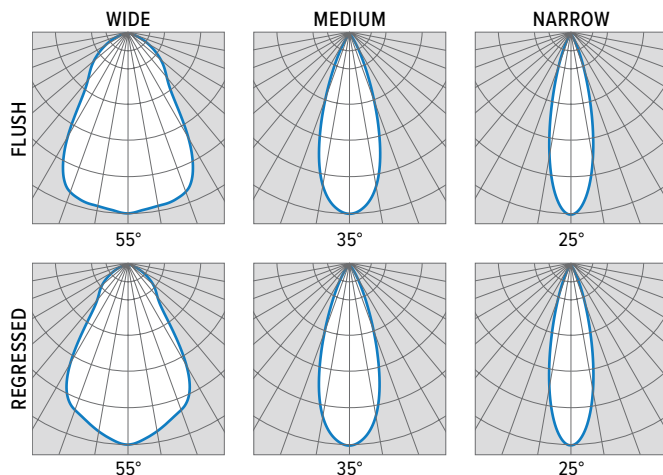 WIDE MEDIUM NARROW
FLUSH
55° 35° 25°
REGRESSED
55° 35° 25°